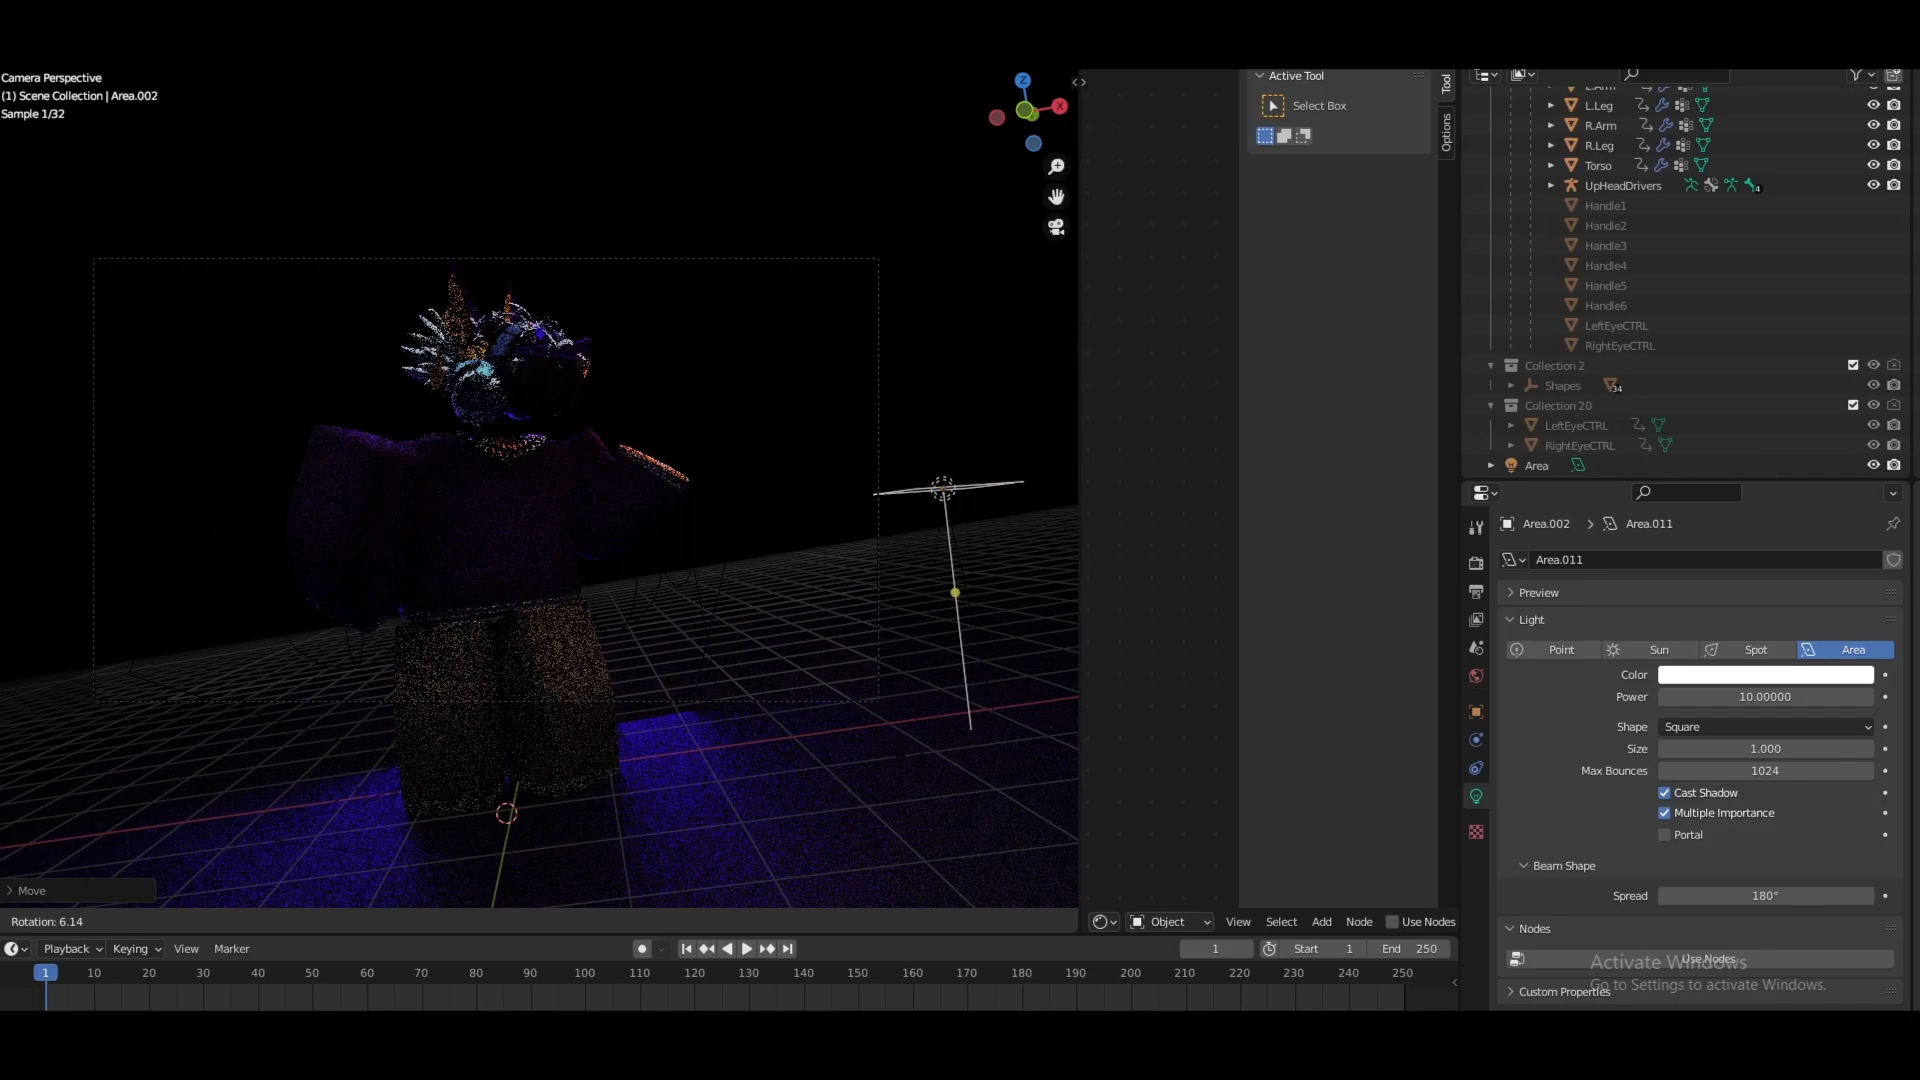 Camera Perspective
(1) Scene Collection | Area.002
Sample 1/32
Z
X
Move
Rotation: 6.14
Active Tool
Select Box
Tool
Options
View
Select
Add
Node
Object
Use Nodes
L.Leg
R.Arm
R.Leg
Torso
UpHeadDrivers
4
Handle1
Handle2
Handle3
Handle4
Handle5
Handle6
LeftEyeCTRL
RightEyeCTRL
Collection 2
Shapes
34
Collection 20
LeftEyeCTRL
RightEyeCTRL
Area
Area.002 > Area.011
Area.011
Preview
Light
Point Sun Spot Area
Color
Power 10.00000
Shape Square
Size 1.000
Max Bounces 1024
Cast Shadow
Multiple Importance
Portal
Beam Shape
Spread 180°
Nodes
Use Nodes
Custom Properties
Activate Windows
Go to Settings to activate Windows.
Playback Keying View Marker
1 Start 1 End 250
1 10 20 30 40 50 60 70 80 90 100 110 120 130 140 150 160 170 180 190 200 210 220 230 240 250